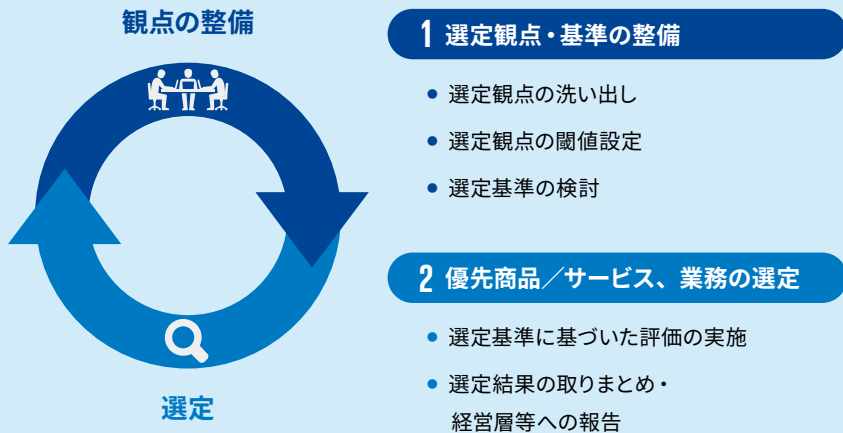 観点の整備
選定
1 選定観点・基準の整備
• 選定観点の洗い出し
• 選定観点の閾値設定
• 選定基準の検討
2 優先商品／サービス、業務の選定
• 選定基準に基づいた評価の実施
• 選定結果の取りまとめ・
経営層等への報告